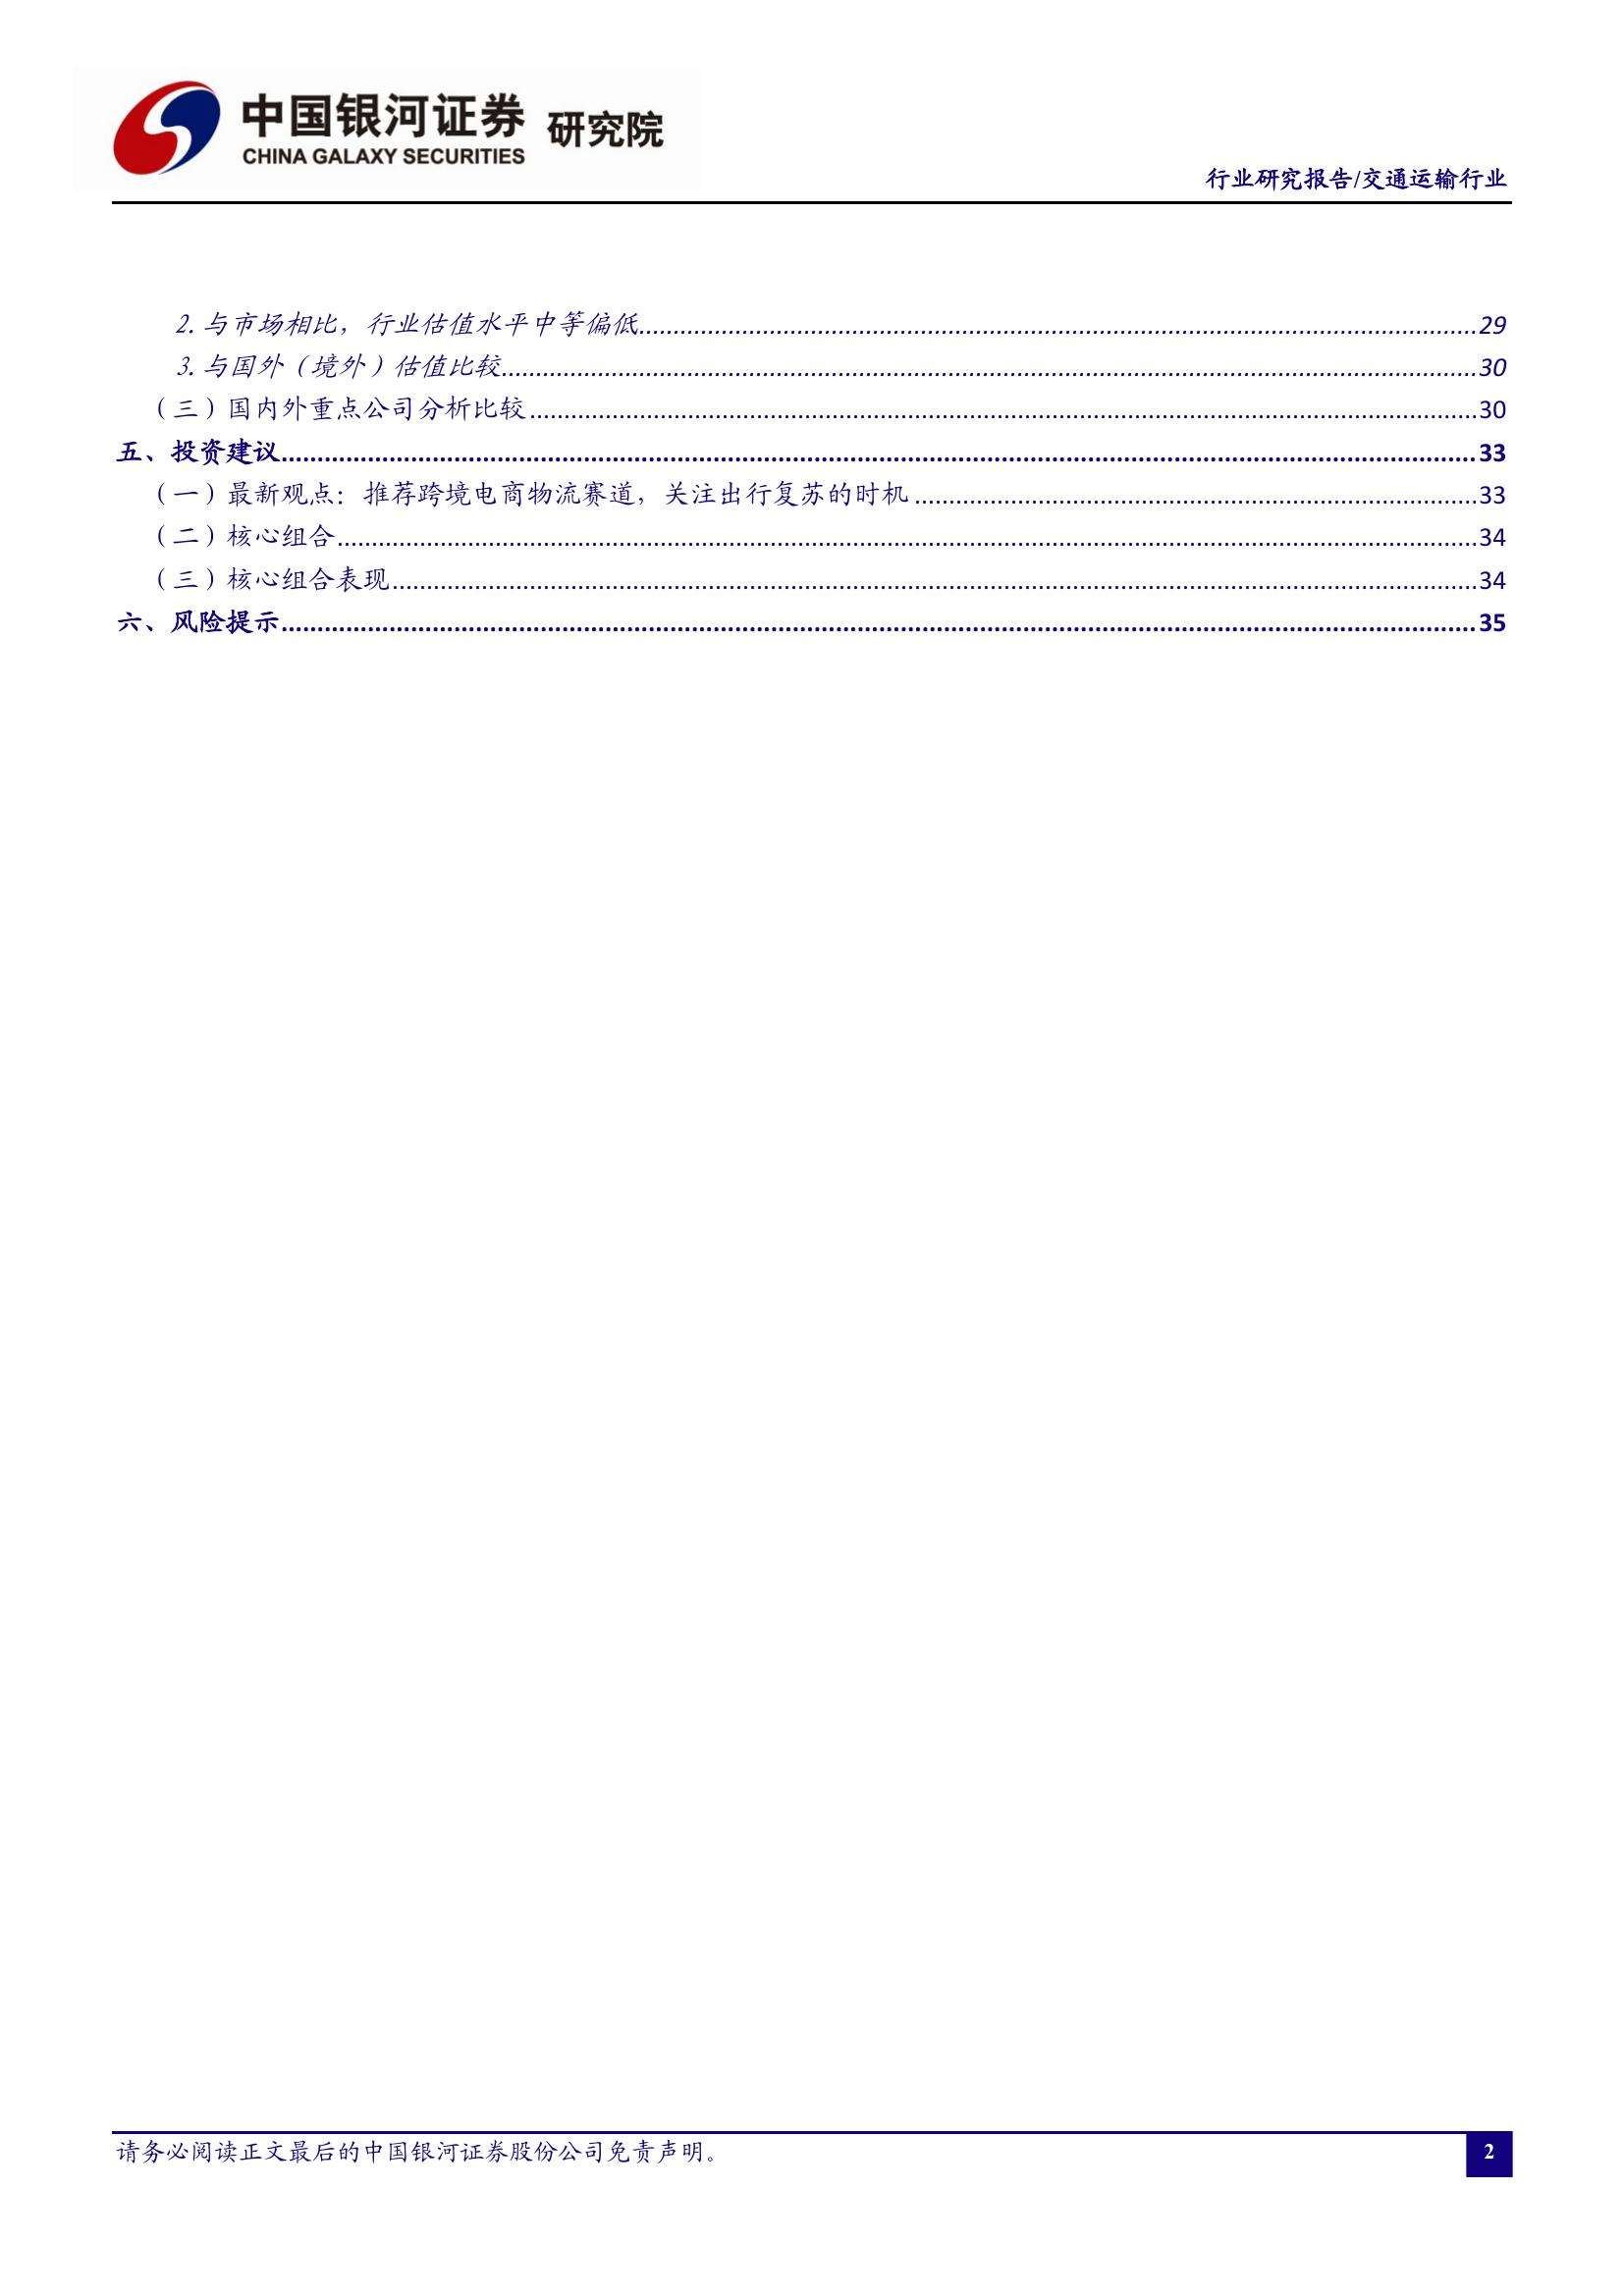 中国银河证券 研究院
CHINA GALAXY SECURITIES
行业研究报告/交通运输行业
2. 与市场相比，行业估值水平中等偏低........29
3. 与国外（境外）估值比较........30
（三）国内外重点公司分析比较........30
五、投资建议........33
（一）最新观点：推荐跨境电商物流赛道，关注出行复苏的时机........33
（二）核心组合........34
（三）核心组合表现........34
六、风险提示........35
请务必阅读正文最后的中国银河证券股份公司免责声明。
2